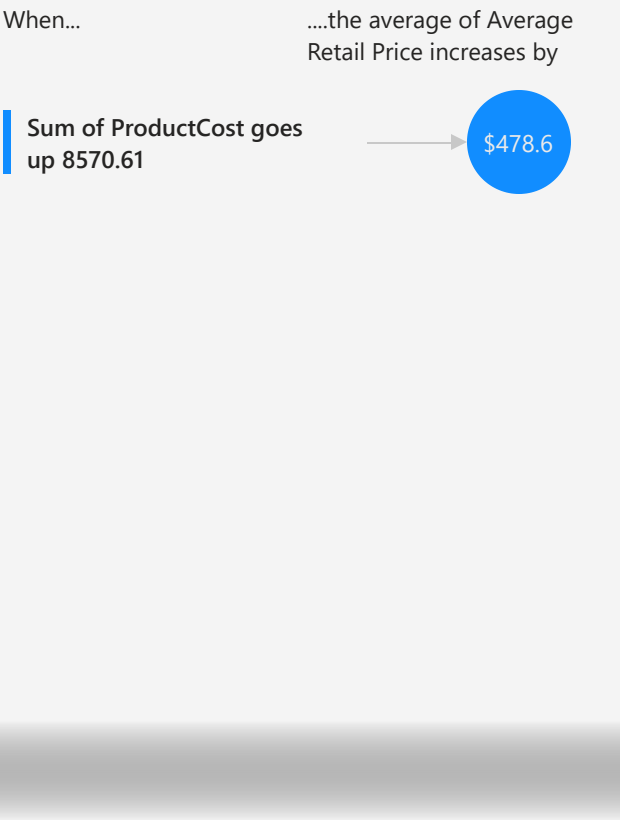 When...
....the average of Average
Retail Price increases by
Sum of ProductCost goes
up 8570.61
$478.6